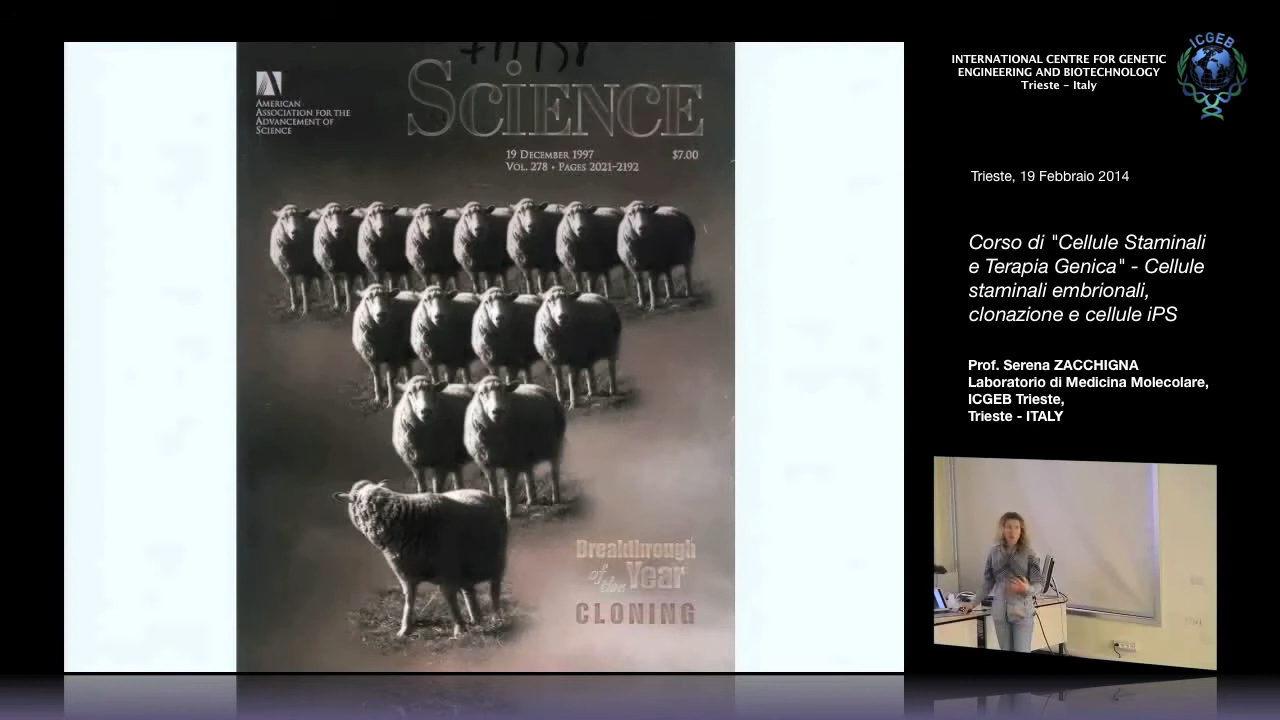 SCIENCE
AMERICAN
ASSOCIATION FOR THE
ADVANCEMENT OF
SCIENCE
19 DECEMBER 1997
$7.00
VOL. 278 • PAGES 2021–2192
Breakthrough
of the Year
CLONING
INTERNATIONAL CENTRE FOR GENETIC
ENGINEERING AND BIOTECHNOLOGY
Trieste - Italy
ICGEB
Trieste, 19 Febbraio 2014
Corso di "Cellule Staminali
e Terapia Genica" - Cellule
staminali embrionali,
clonazione e cellule iPS
Prof. Serena ZACCHIGNA
Laboratorio di Medicina Molecolare,
ICGEB Trieste,
Trieste - ITALY